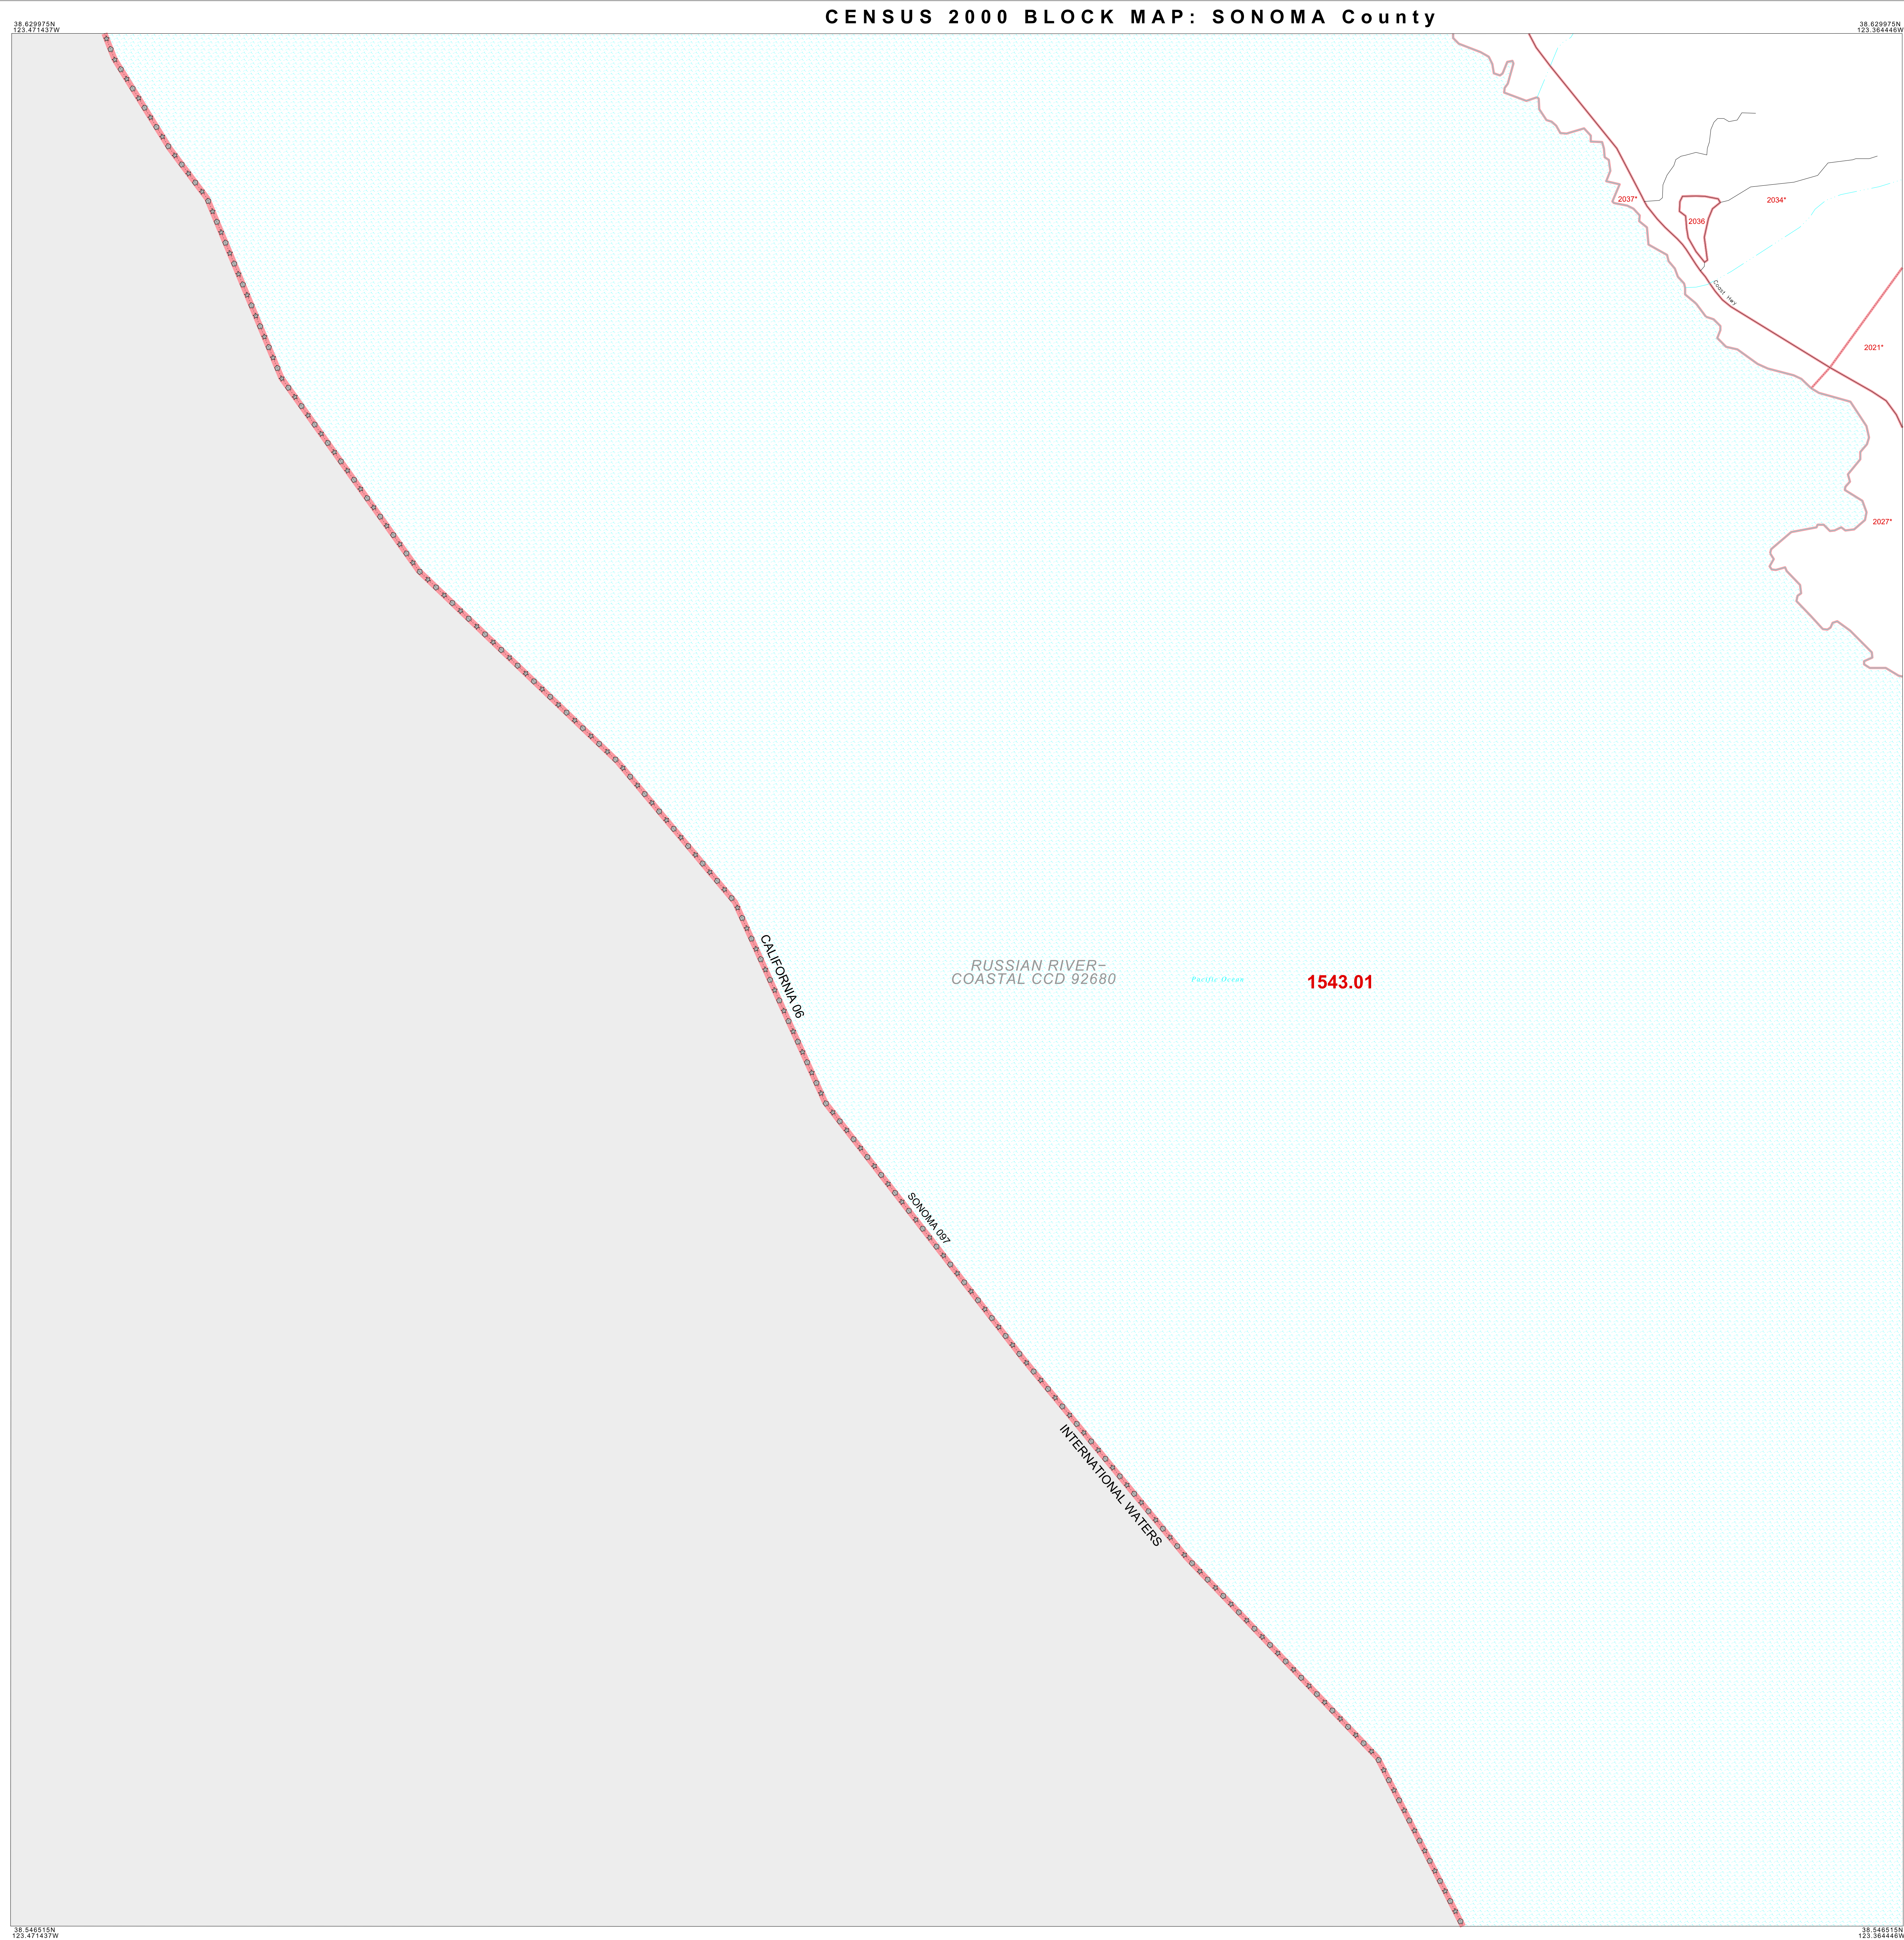 CENSUS 2000 BLOCK MAP: SONOMA County
38.629975N
123.471437W
38.629975N
123.364446W
2037*
2036
2034*
Coast Hwy
2021*
2027*
CALIFORNIA 06
RUSSIAN RIVER–
COASTAL CCD 92680
Pacific Ocean
1543.01
SONOMA 097
INTERNATIONAL WATERS
38.546515N
123.471437W
38.546515N
123.364446W